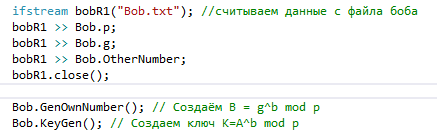 ifstream bobR1("Bob.txt"); //считываем данные с файла боба
bobR1 >> Bob.p;
bobR1 >> Bob.g;
bobR1 >> Bob.OtherNumber;
bobR1.close();
Bob.GenOwnNumber(); // Создаём B = g^b mod p
Bob.KeyGen(); // Создаем ключ K=A^b mod p